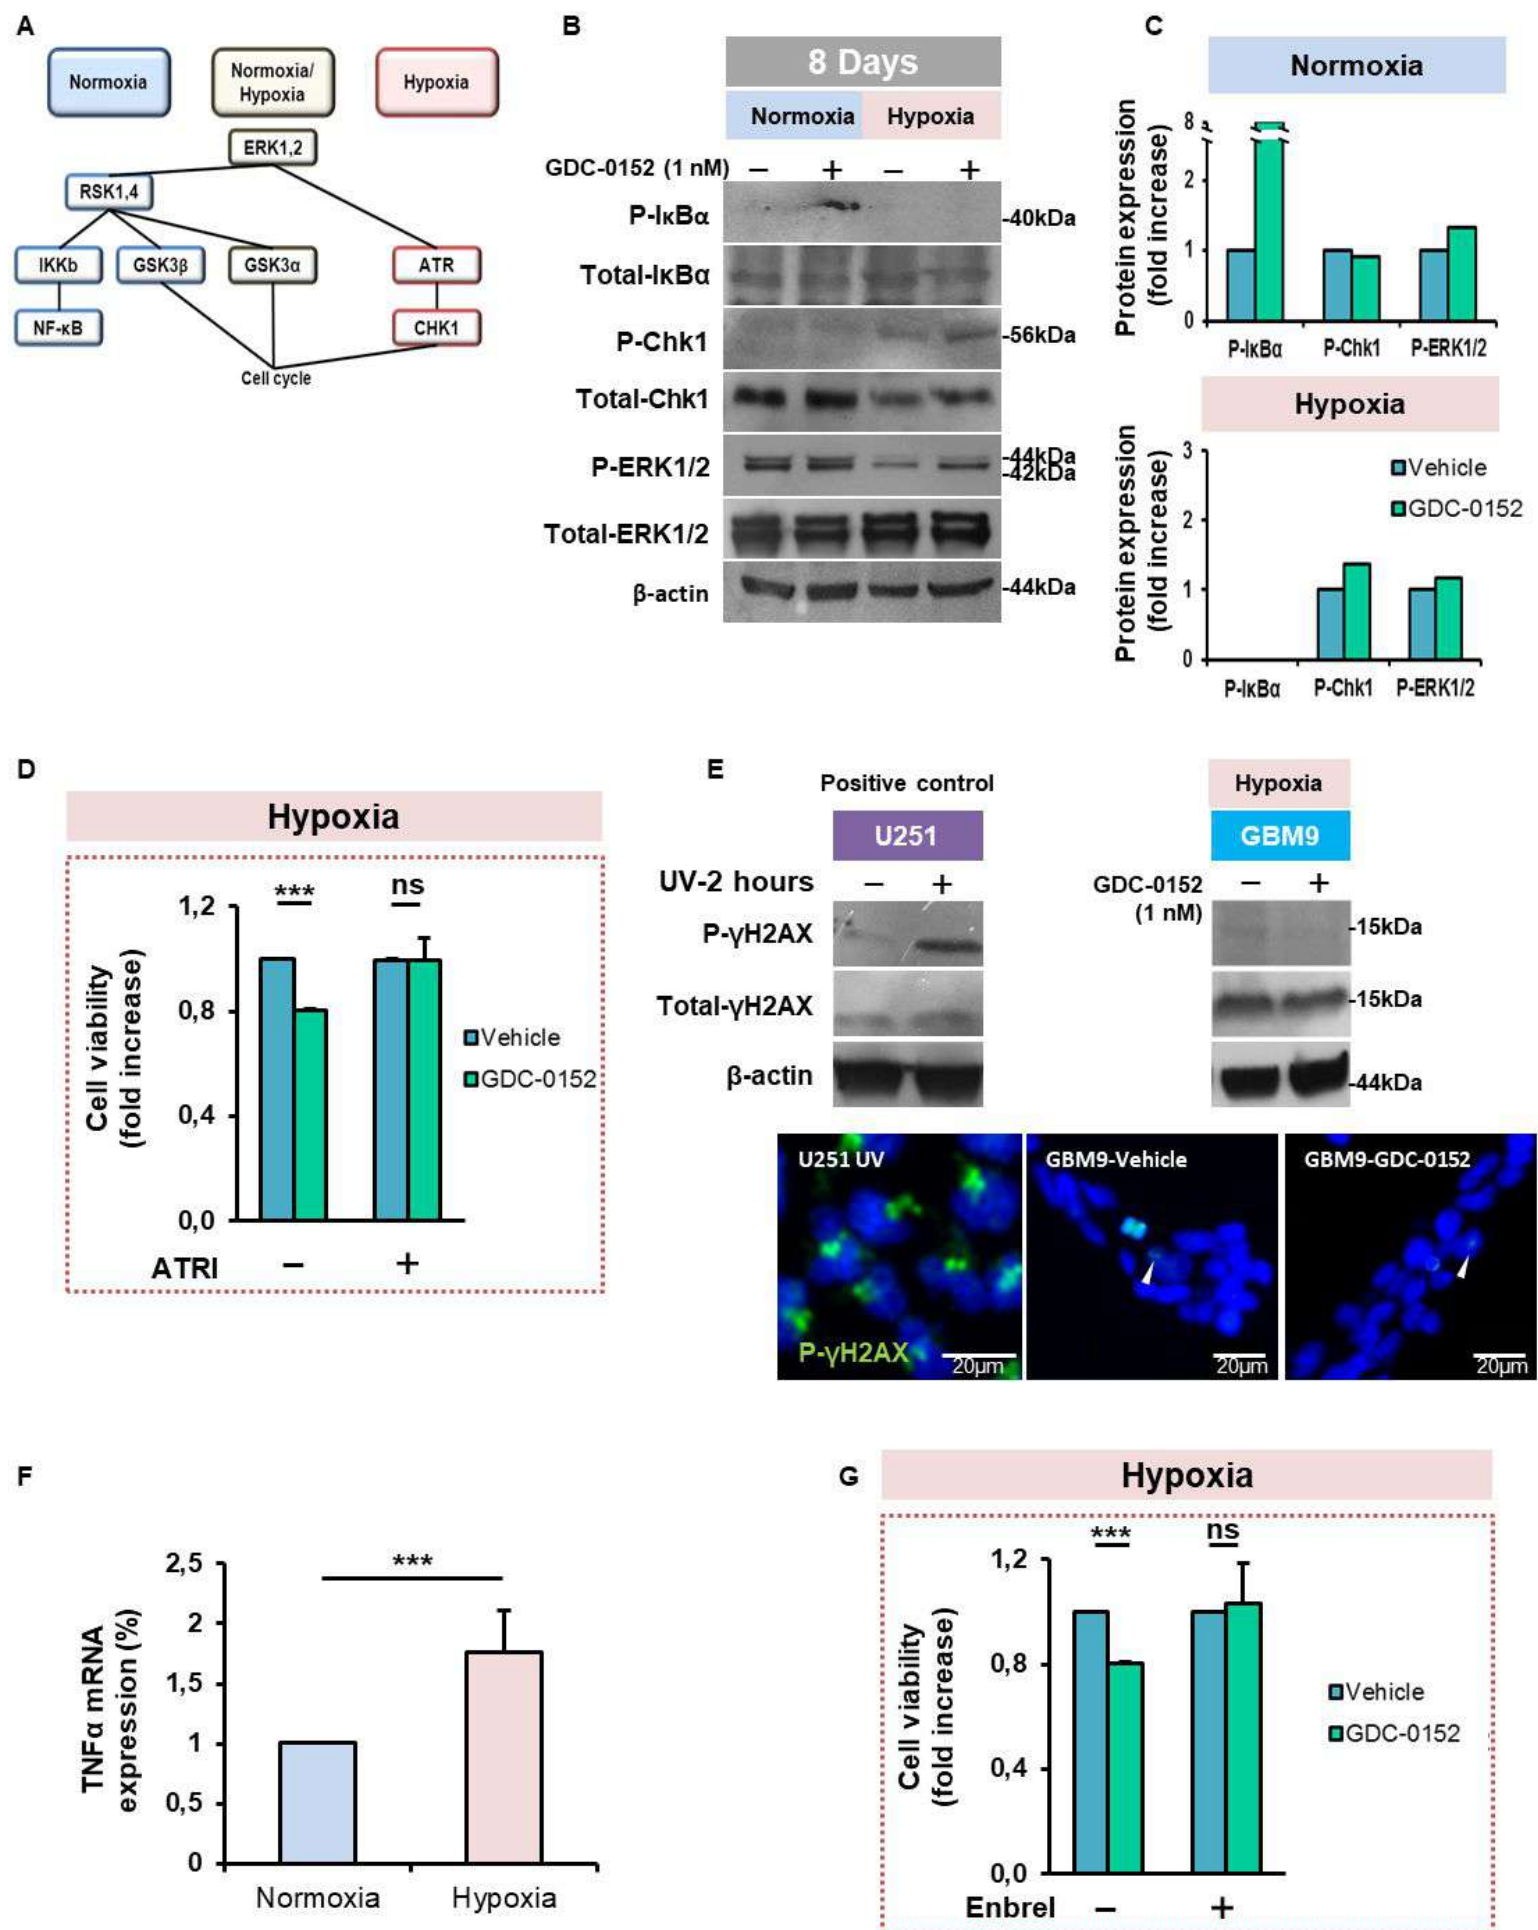 A
Normoxia
Normoxia/
Hypoxia
Hypoxia
ERK1,2
RSK1,4
IKKb
GSK3β
GSK3α
ATR
NF-κB
CHK1
Cell cycle
B
8 Days
Normoxia
Hypoxia
GDC-0152 (1 nM)
−
+
−
+
P-IκBα
-40kDa
Total-IκBα
P-Chk1
-56kDa
Total-Chk1
P-ERK1/2
-44kDa
-42kDa
Total-ERK1/2
β-actin
-44kDa
C
Normoxia
Protein expression
(fold increase)
8
2
1
0
P-IκBα
P-Chk1
P-ERK1/2
Hypoxia
Protein expression
(fold increase)
3
2
1
0
Vehicle
GDC-0152
P-IκBα
P-Chk1
P-ERK1/2
D
Hypoxia
Cell viability
(fold increase)
1,2
0,8
0,4
0,0
***
ns
Vehicle
GDC-0152
ATRI
−
+
E
Positive control
U251
UV-2 hours
−
+
P-γH2AX
Total-γH2AX
β-actin
Hypoxia
GBM9
GDC-0152
(1 nM)
−
+
-15kDa
-15kDa
-44kDa
U251 UV
P-γH2AX
20µm
GBM9-Vehicle
20µm
GBM9-GDC-0152
20µm
F
TNFα mRNA
expression (%)
2,5
2
1,5
1
0,5
0
***
Normoxia
Hypoxia
G
Hypoxia
Cell viability
(fold increase)
1,2
0,8
0,4
0,0
***
ns
Vehicle
GDC-0152
Enbrel
−
+